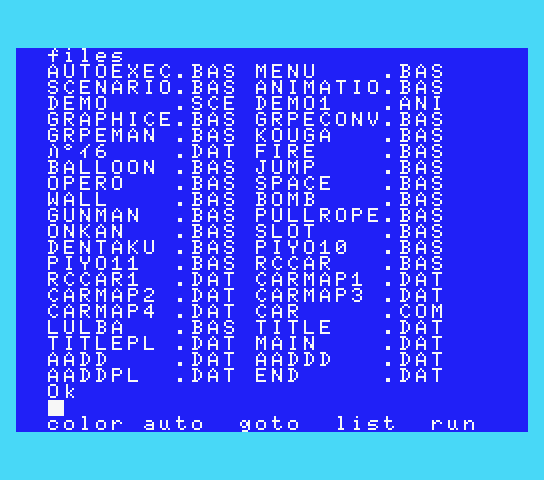 files
AUTOEXEC.BAS MENU    .BAS
SCENARIO.BAS ANIMATIO.BAS
DEMO    .SCE DEMO1   .ANI
GRAPHICE.BAS GRPECONV.BAS
GRPEMAN .BAS KOUGA   .BAS
ハ゜イ6    .DAT FIRE    .BAS
BALLOON .BAS JUMP    .BAS
OPERO   .BAS SPACE   .BAS
WALL    .BAS BOMB    .BAS
GUNMAN  .BAS PULLROPE.BAS
ONKAN   .BAS SLOT    .BAS
DENTAKU .BAS PIYO10  .BAS
PIYO11  .BAS RCCAR   .BAS
RCCAR1  .DAT CARMAP1 .DAT
CARMAP2 .DAT CARMAP3 .DAT
CARMAP4 .DAT CAR     .COM
LULBA   .BAS TITLE   .DAT
TITLEPL .DAT MAIN    .DAT
AADD    .DAT AADDD   .DAT
AADDPL  .DAT END     .DAT
Ok
color auto  goto  list  run